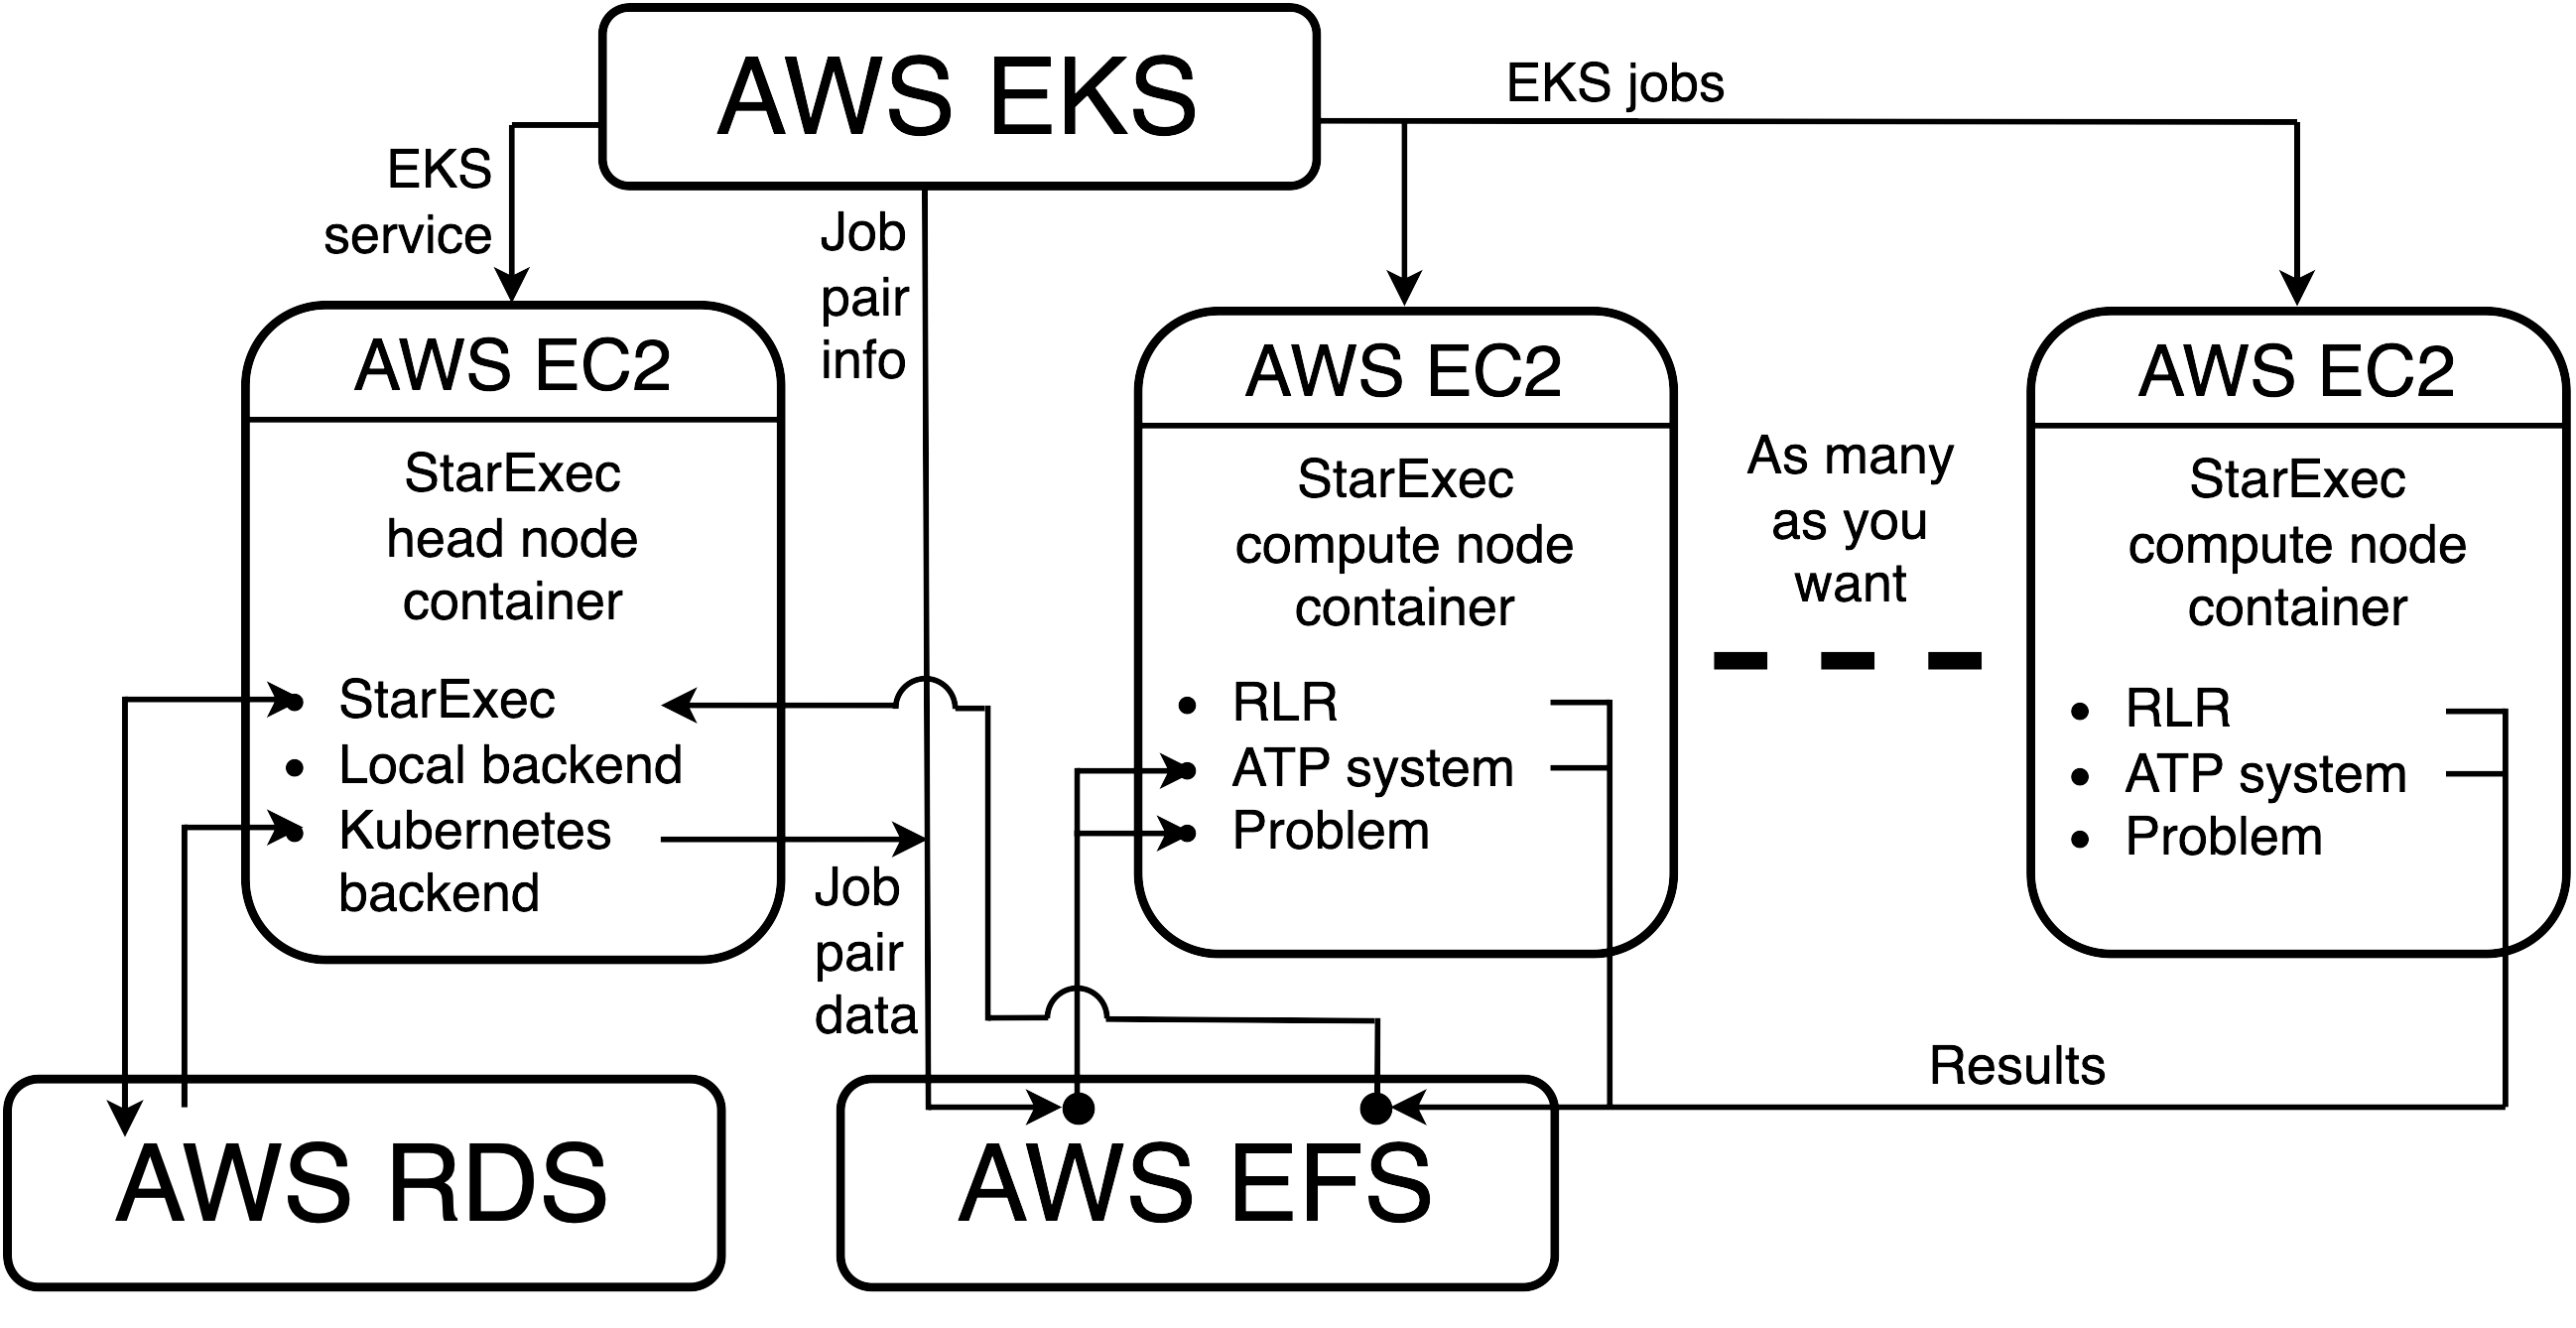 AWS EKS
EKS jobs
EKS
service
Job
pair
info
AWS EC2
StarExec
head node
container
• StarExec
• Local backend
• Kubernetes
backend
AWS EC2
StarExec
compute node
container
• RLR
• ATP system
• Problem
As many
as you
want
AWS EC2
StarExec
compute node
container
• RLR
• ATP system
• Problem
Job
pair
data
Results
AWS RDS
AWS EFS